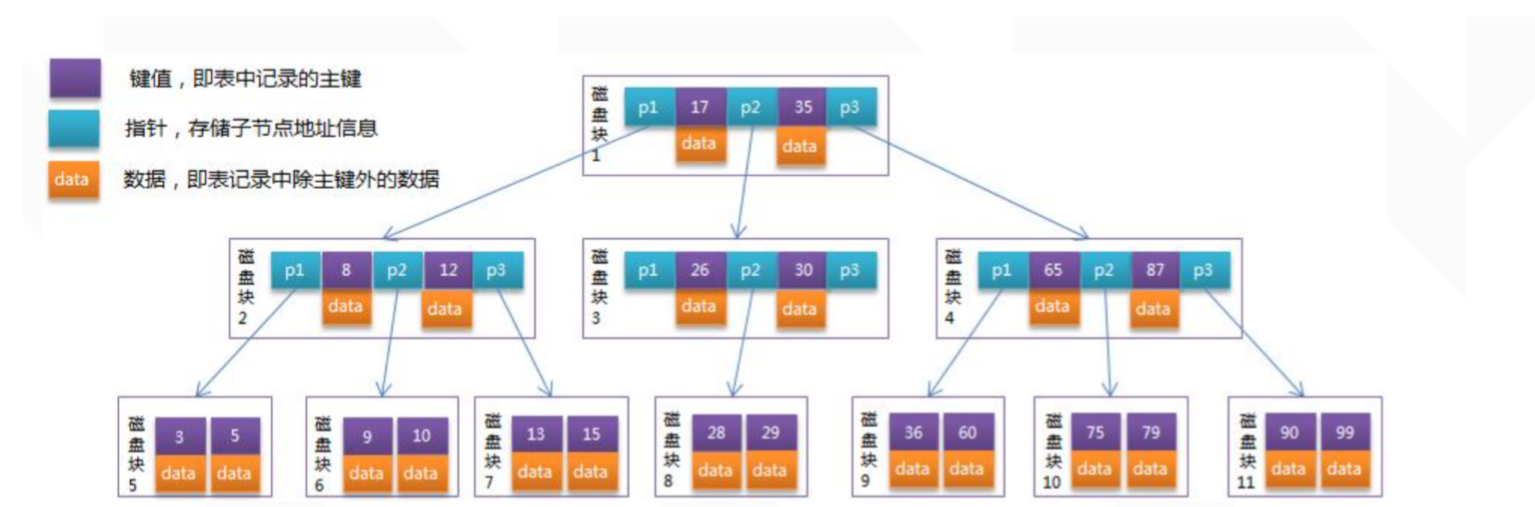 键值，即表中记录的主键
指针，存储子节点地址信息
data 数据，即表记录中除主键外的数据
磁盘块1
p1 17 p2 35 p3
data data
磁盘块2
p1 8 p2 12 p3
data data
磁盘块3
p1 26 p2 30 p3
data data
磁盘块4
p1 65 p2 87 p3
data data
磁盘块5
3 5
data data
磁盘块6
9 10
data data
磁盘块7
13 15
data data
磁盘块8
28 29
data data
磁盘块9
36 60
data data
磁盘块10
75 79
data data
磁盘块11
90 99
data data